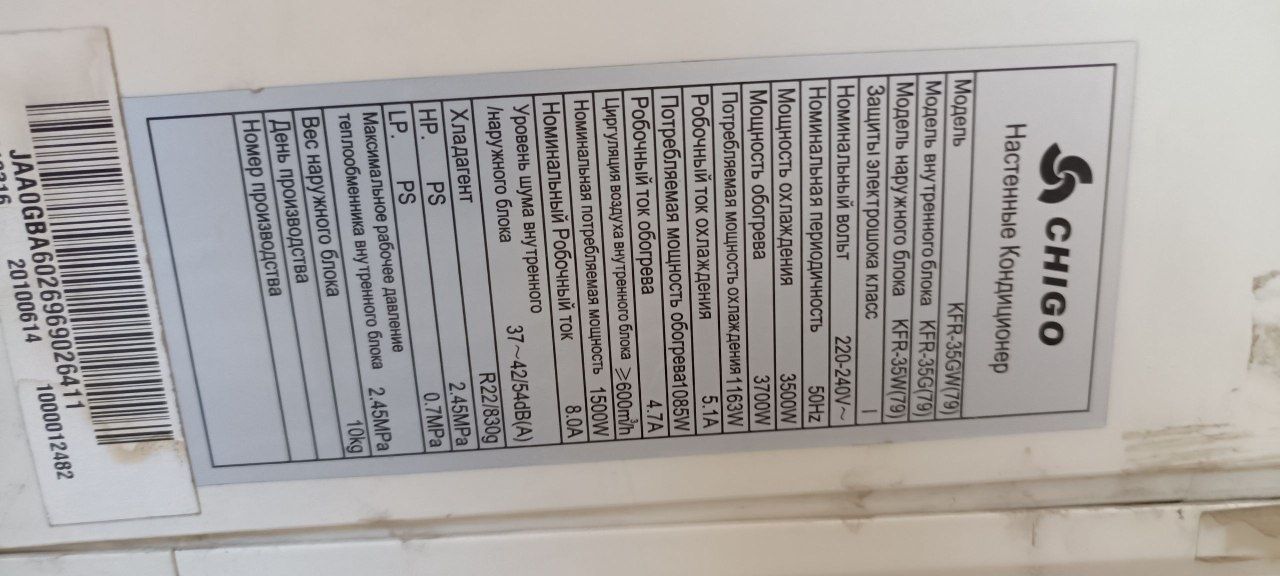 CHIGO
Настенные Кондиционер
Модель KFR-35GW(79)
Модель внутренного блока KFR-35G(79)
Модель наружного блока KFR-35W(79)
Защиты электрошока класс I
Номинальный вольт 220-240V~
Номинальная периодичность 50Hz
Мощность охлаждения 3500W
Мощность обогрева 3700W
Потребляемая мощность охлаждения 1163W
Робочный ток охлаждения 5.1A
Потребляемая мощность обогрева 1085W
Робочный ток обогрева 4.7A
Циргуляция воздуха внутренного блока ≥600m³/h
Номинальная потребляемая мощность 1500W
Номинальный Робочный ток 8.0A
Уровень шума внутренного
/наружного блока 37~42/54dB(A)
Хладагент R22/830g
HP. PS 2.45MPa
LP. PS 0.7MPa
Максимальное рабочее давление
теплообменника внутренного блока 2.45MPa
Вес наружного блока 10kg
День производства
Номер производства
JAA0GBA6026969026411
20100614 1000012482